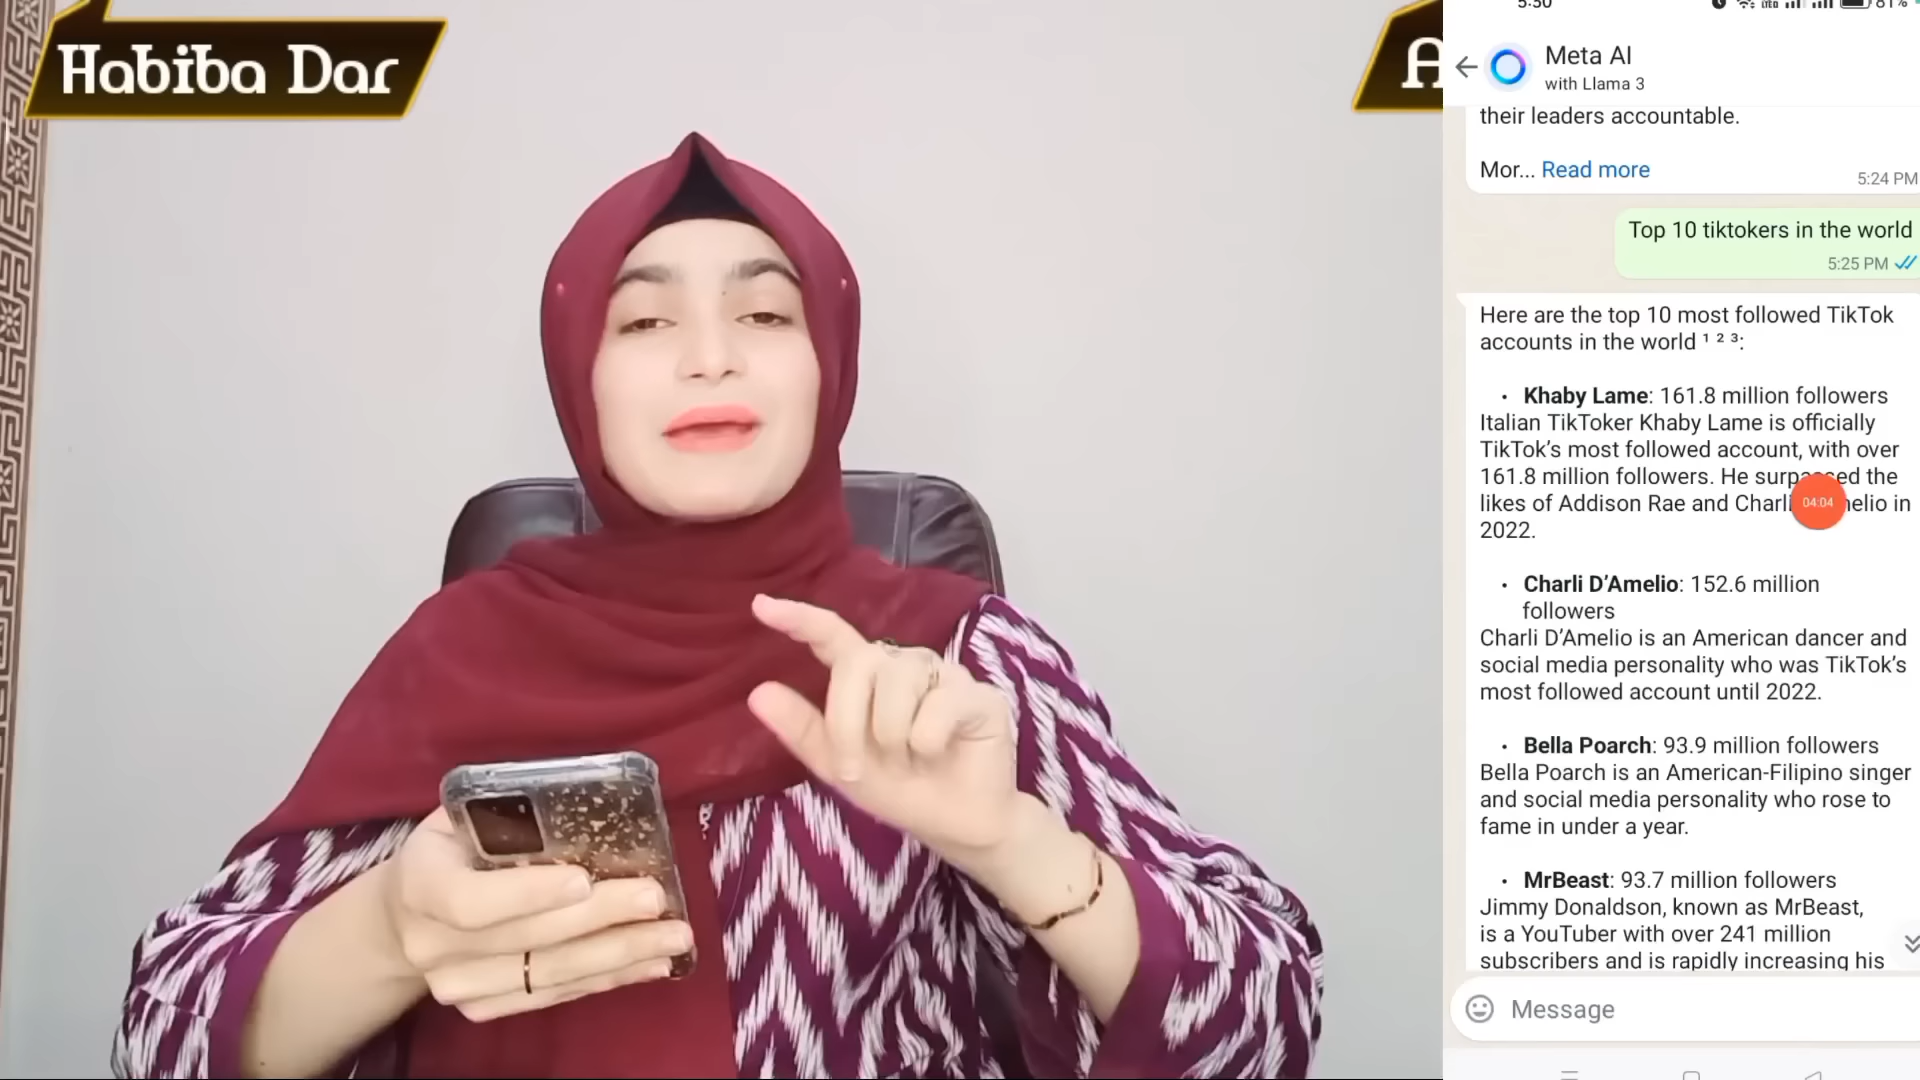 Habiba Dar
A
5:30
81%
Meta AI
with Llama 3
their leaders accountable.
Mor... Read more
5:24 PM
Top 10 tiktokers in the world
5:25 PM
Here are the top 10 most followed TikTok
accounts in the world ¹ ² ³:
• Khaby Lame: 161.8 million followers
Italian TikToker Khaby Lame is officially
TikTok’s most followed account, with over
161.8 million followers. He the
likes of Addison Rae and in
04:04
2022.
• Charli D’Amelio: 152.6 million
followers
Charli D’Amelio is an American dancer and
social media personality who was TikTok’s
most followed account until 2022.
• Bella Poarch: 93.9 million followers
Bella Poarch is an American-Filipino singer
and social media personality who rose to
fame in under a year.
• MrBeast: 93.7 million followers
Jimmy Donaldson, known as MrBeast,
is a YouTuber with over 241 million
subscribers and is rapidly increasing his
Message